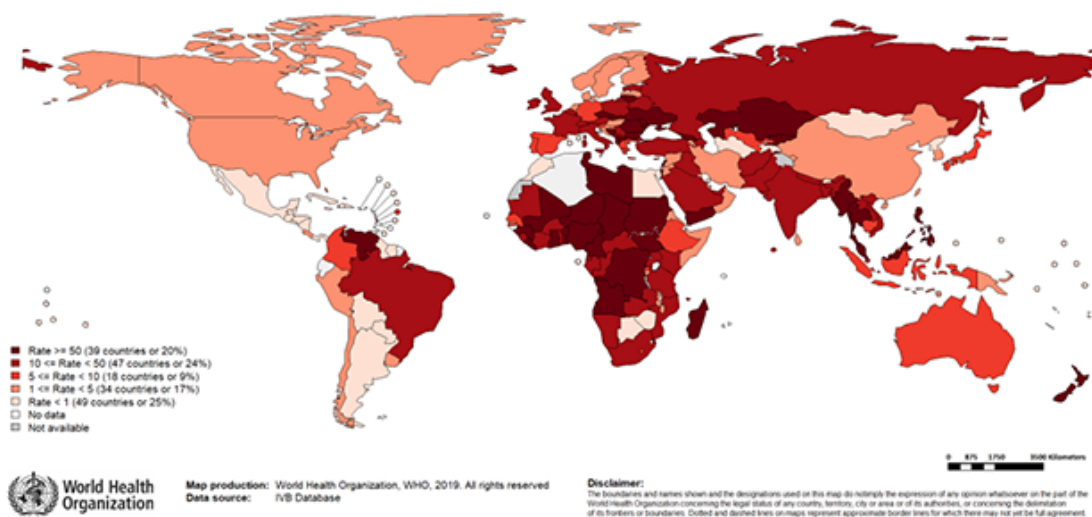 Rate >= 50 (39 countries or 20%)
10 <= Rate < 50 (47 countries or 24%)
5 <= Rate < 10 (18 countries or 9%)
1 <= Rate < 5 (34 countries or 17%)
Rate < 1 (49 countries or 25%)
No data
Not available
0 875 1750 3500 Kilometers
World Health
Organization
Map production: World Health Organization, WHO, 2019. All rights reserved
Data source: IVB Database
Disclaimer:
The boundaries and names shown and the designations used on this map do notimply the expression of any opinion whatsoever on the part of the
World Health Organization concerning the legal status of any country, territory, city or area or of its authorities, or concerning the delimitation
of its frontiers or boundaries. Dotted and dashed lines on maps represent approximate border lines for which there may not yet be full agreement.